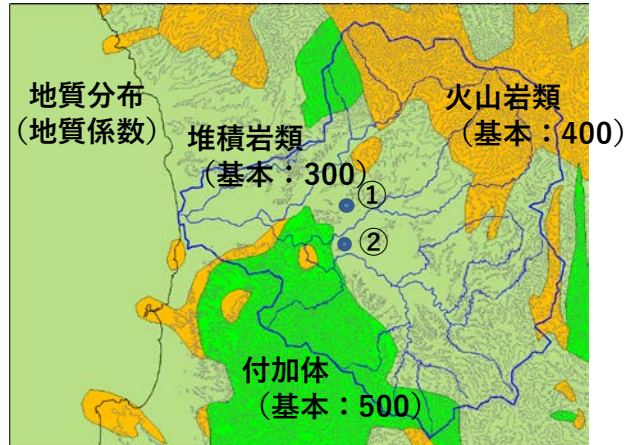 地質分布
（地質係数）
火山岩類
（基本：400）
堆積岩類
（基本：300）
①
②
付加体
（基本：500）